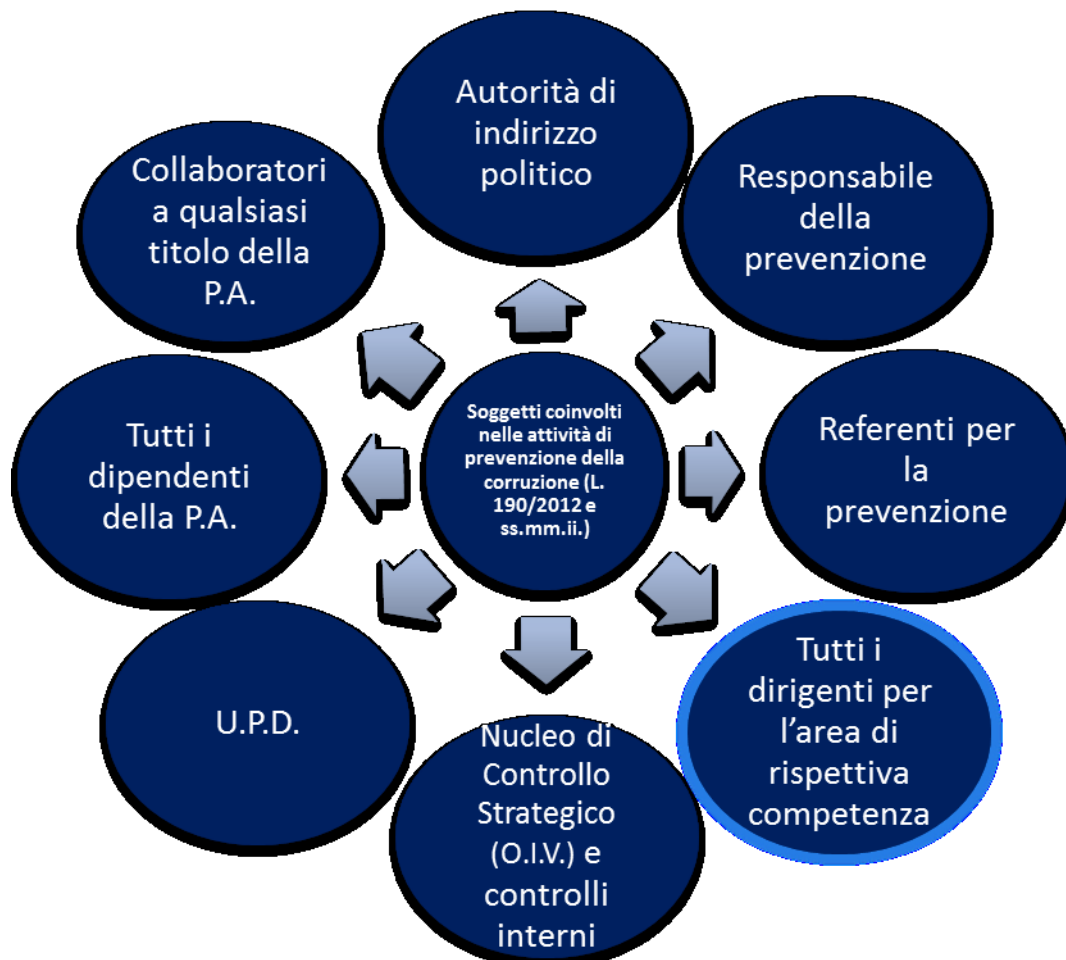 Autorità di
indirizzo
politico
Responsabile
della
prevenzione
Referenti per
la
prevenzione
Tutti i
dirigenti per
l'area di
rispettiva
competenza
Nucleo di
Controllo
Strategico
(O.I.V.) e
controlli
interni
U.P.D.
Tutti i
dipendenti
della P.A.
Collaboratori
a qualsiasi
titolo della
P.A.
Soggetti coinvolti
nelle attività di
prevenzione della
corruzione (L.
190/2012 e
ss.mm.ii.)